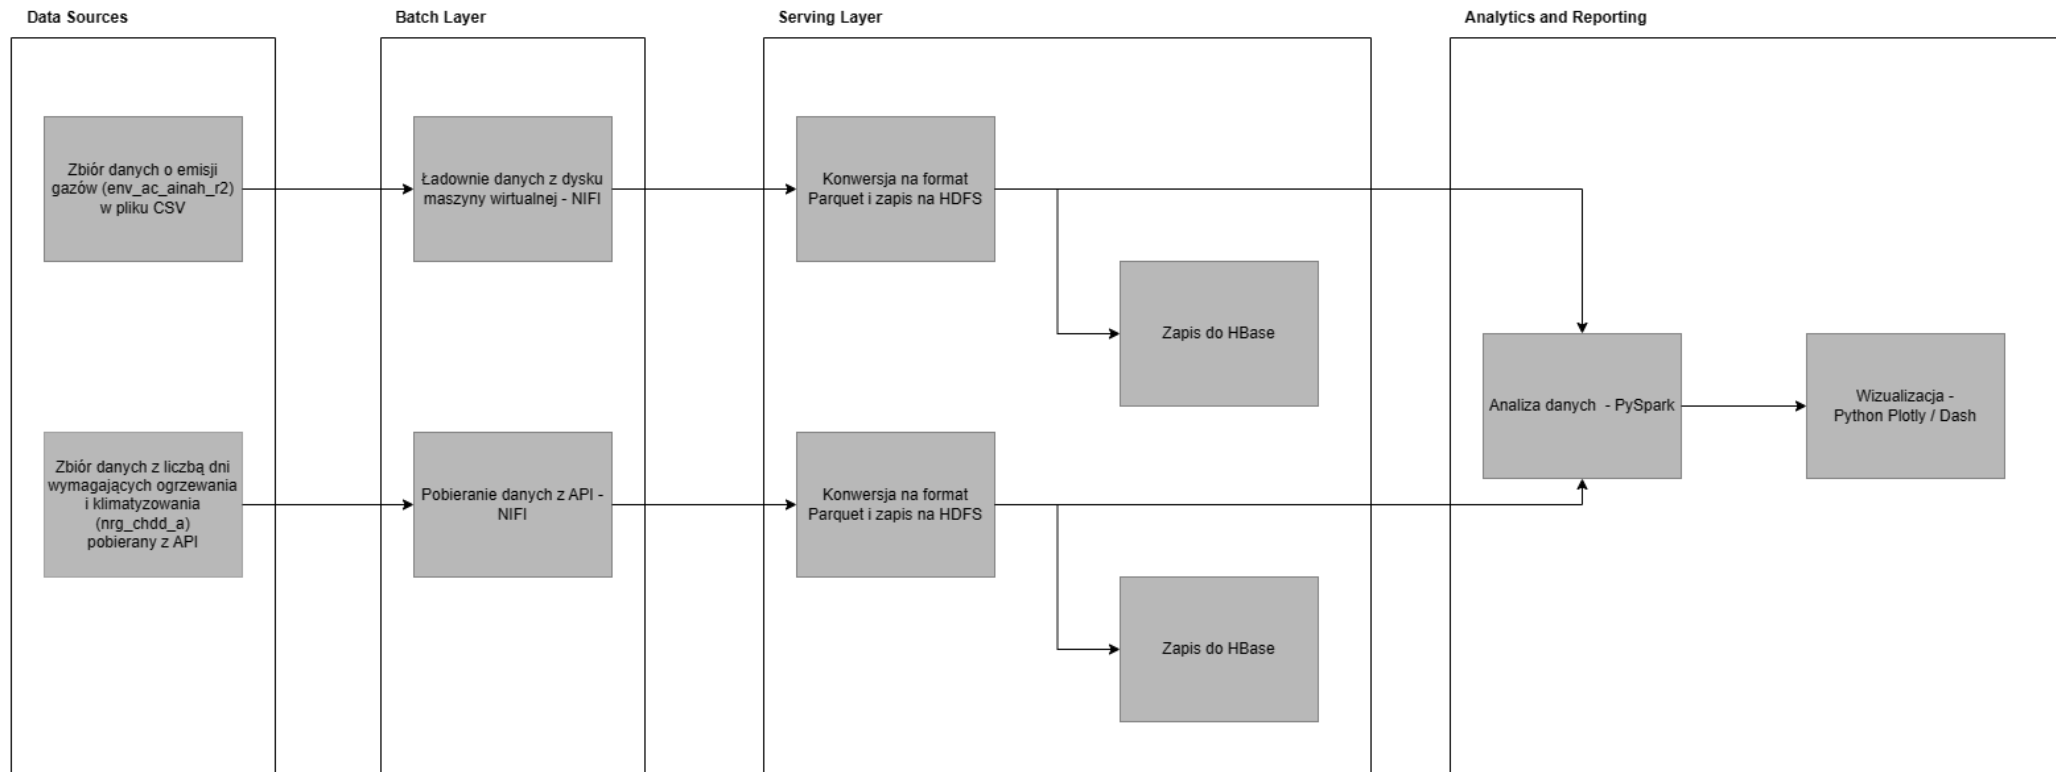 Data Sources
Batch Layer
Serving Layer
Analytics and Reporting
Zbiór danych o emisji
gazów (env_ac_ainah_r2)
w pliku CSV
Ładownie danych z dysku
maszyny wirtualnej - NIFI
Konwersja na format
Parquet i zapis na HDFS
Zapis do HBase
Zbiór danych z liczbą dni
wymagających ogrzewania
i klimatyzowania
(nrg_chdd_a)
pobierany z API
Pobieranie danych z API -
NIFI
Konwersja na format
Parquet i zapis na HDFS
Zapis do HBase
Analiza danych  - PySpark
Wizualizacja -
Python Plotly / Dash